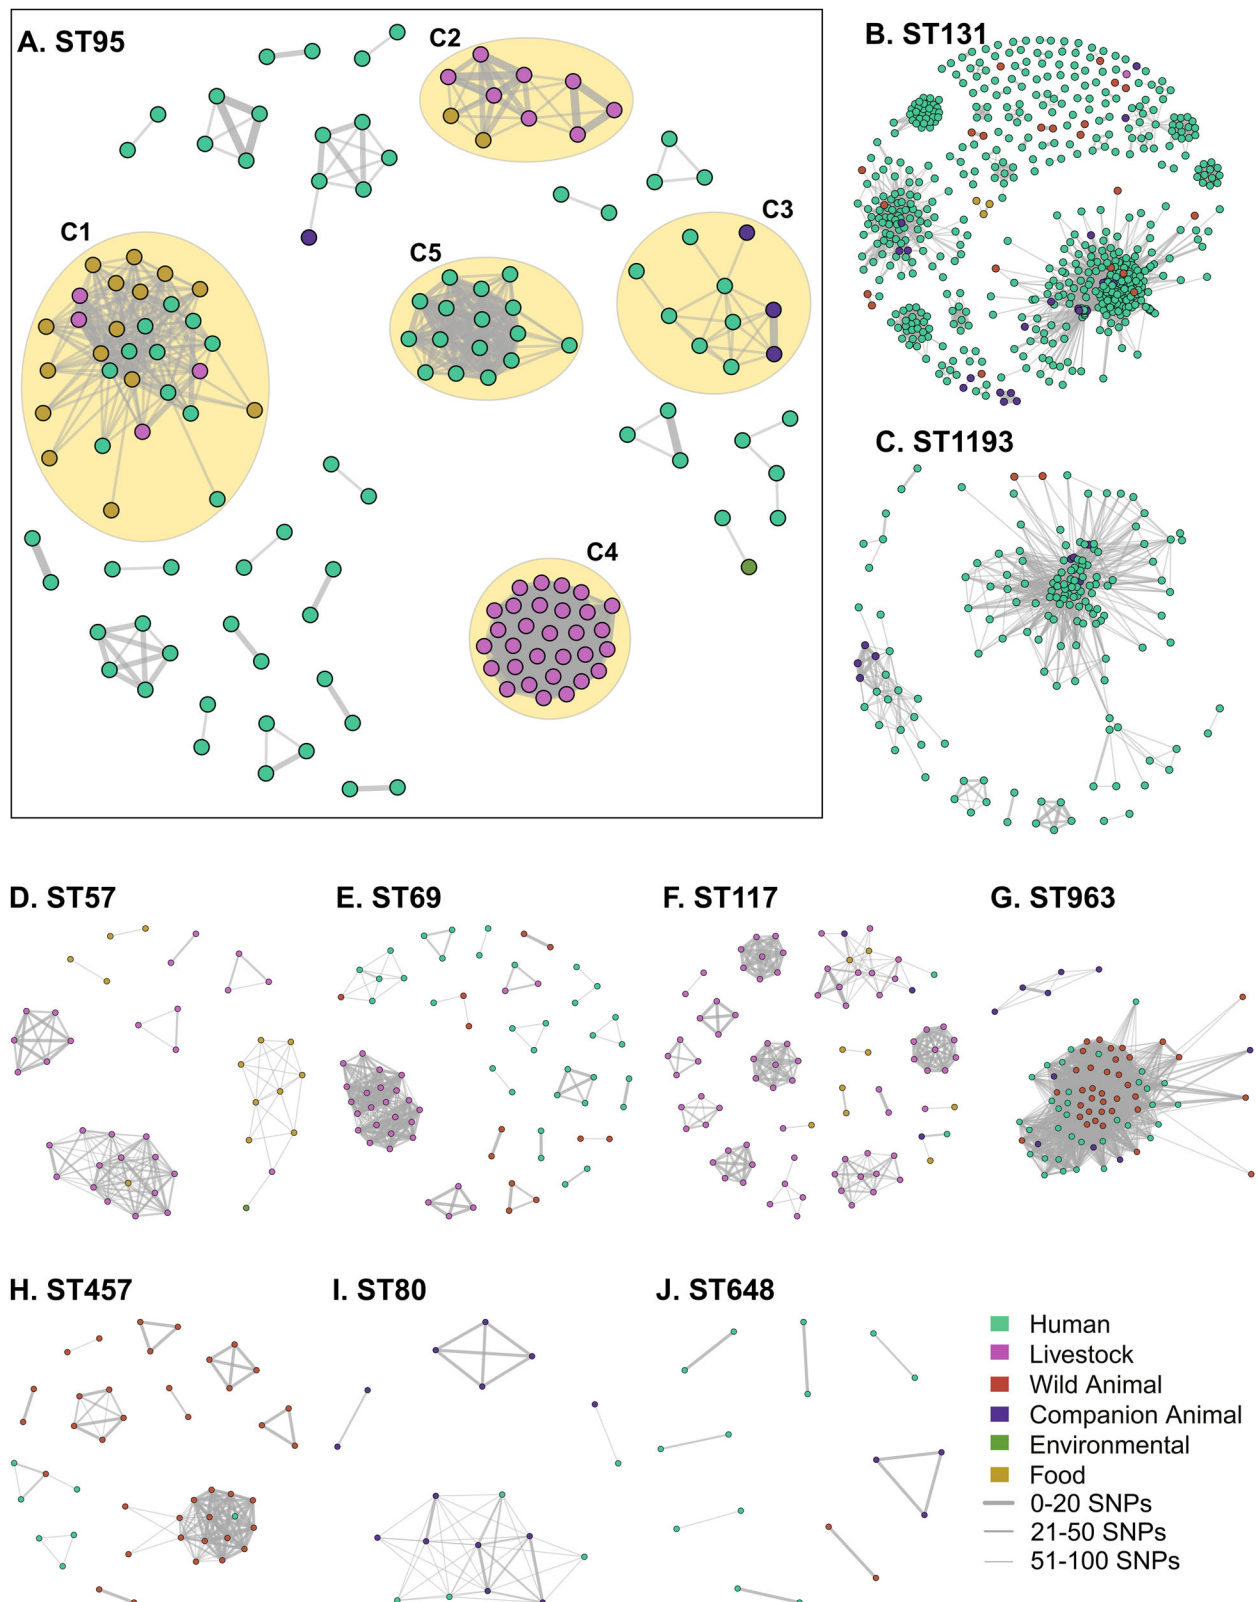 A. ST95
C2
B. ST131
C1
C5
C3
C4
C. ST1193
D. ST57
E. ST69
F. ST117
G. ST963
H. ST457
I. ST80
J. ST648
Human
Livestock
Wild Animal
Companion Animal
Environmental
Food
0-20 SNPs
21-50 SNPs
51-100 SNPs